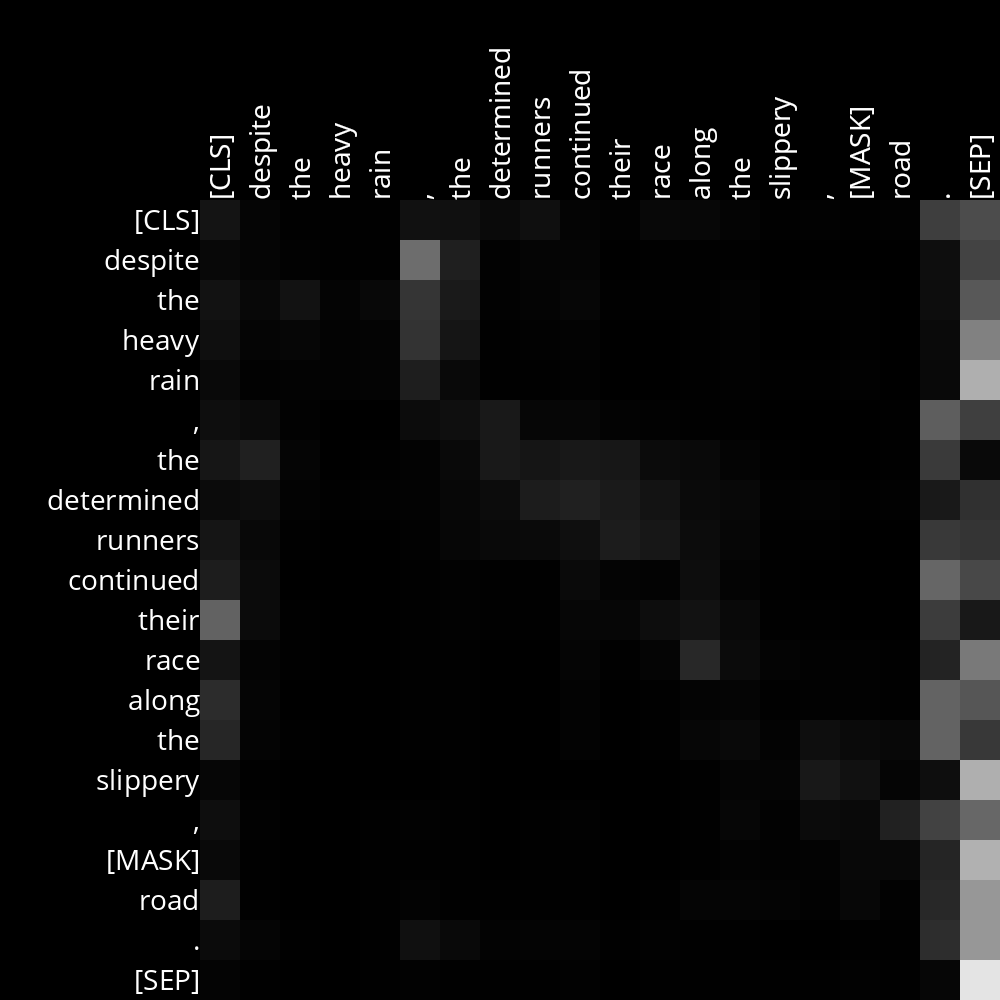 [CLS] despite the heavy rain , the determined runners continued their race along the slippery , [MASK] road . [SEP]
[CLS]
despite
the
heavy
rain
,
the
determined
runners
continued
their
race
along
the
slippery
,
[MASK]
road
.
[SEP]